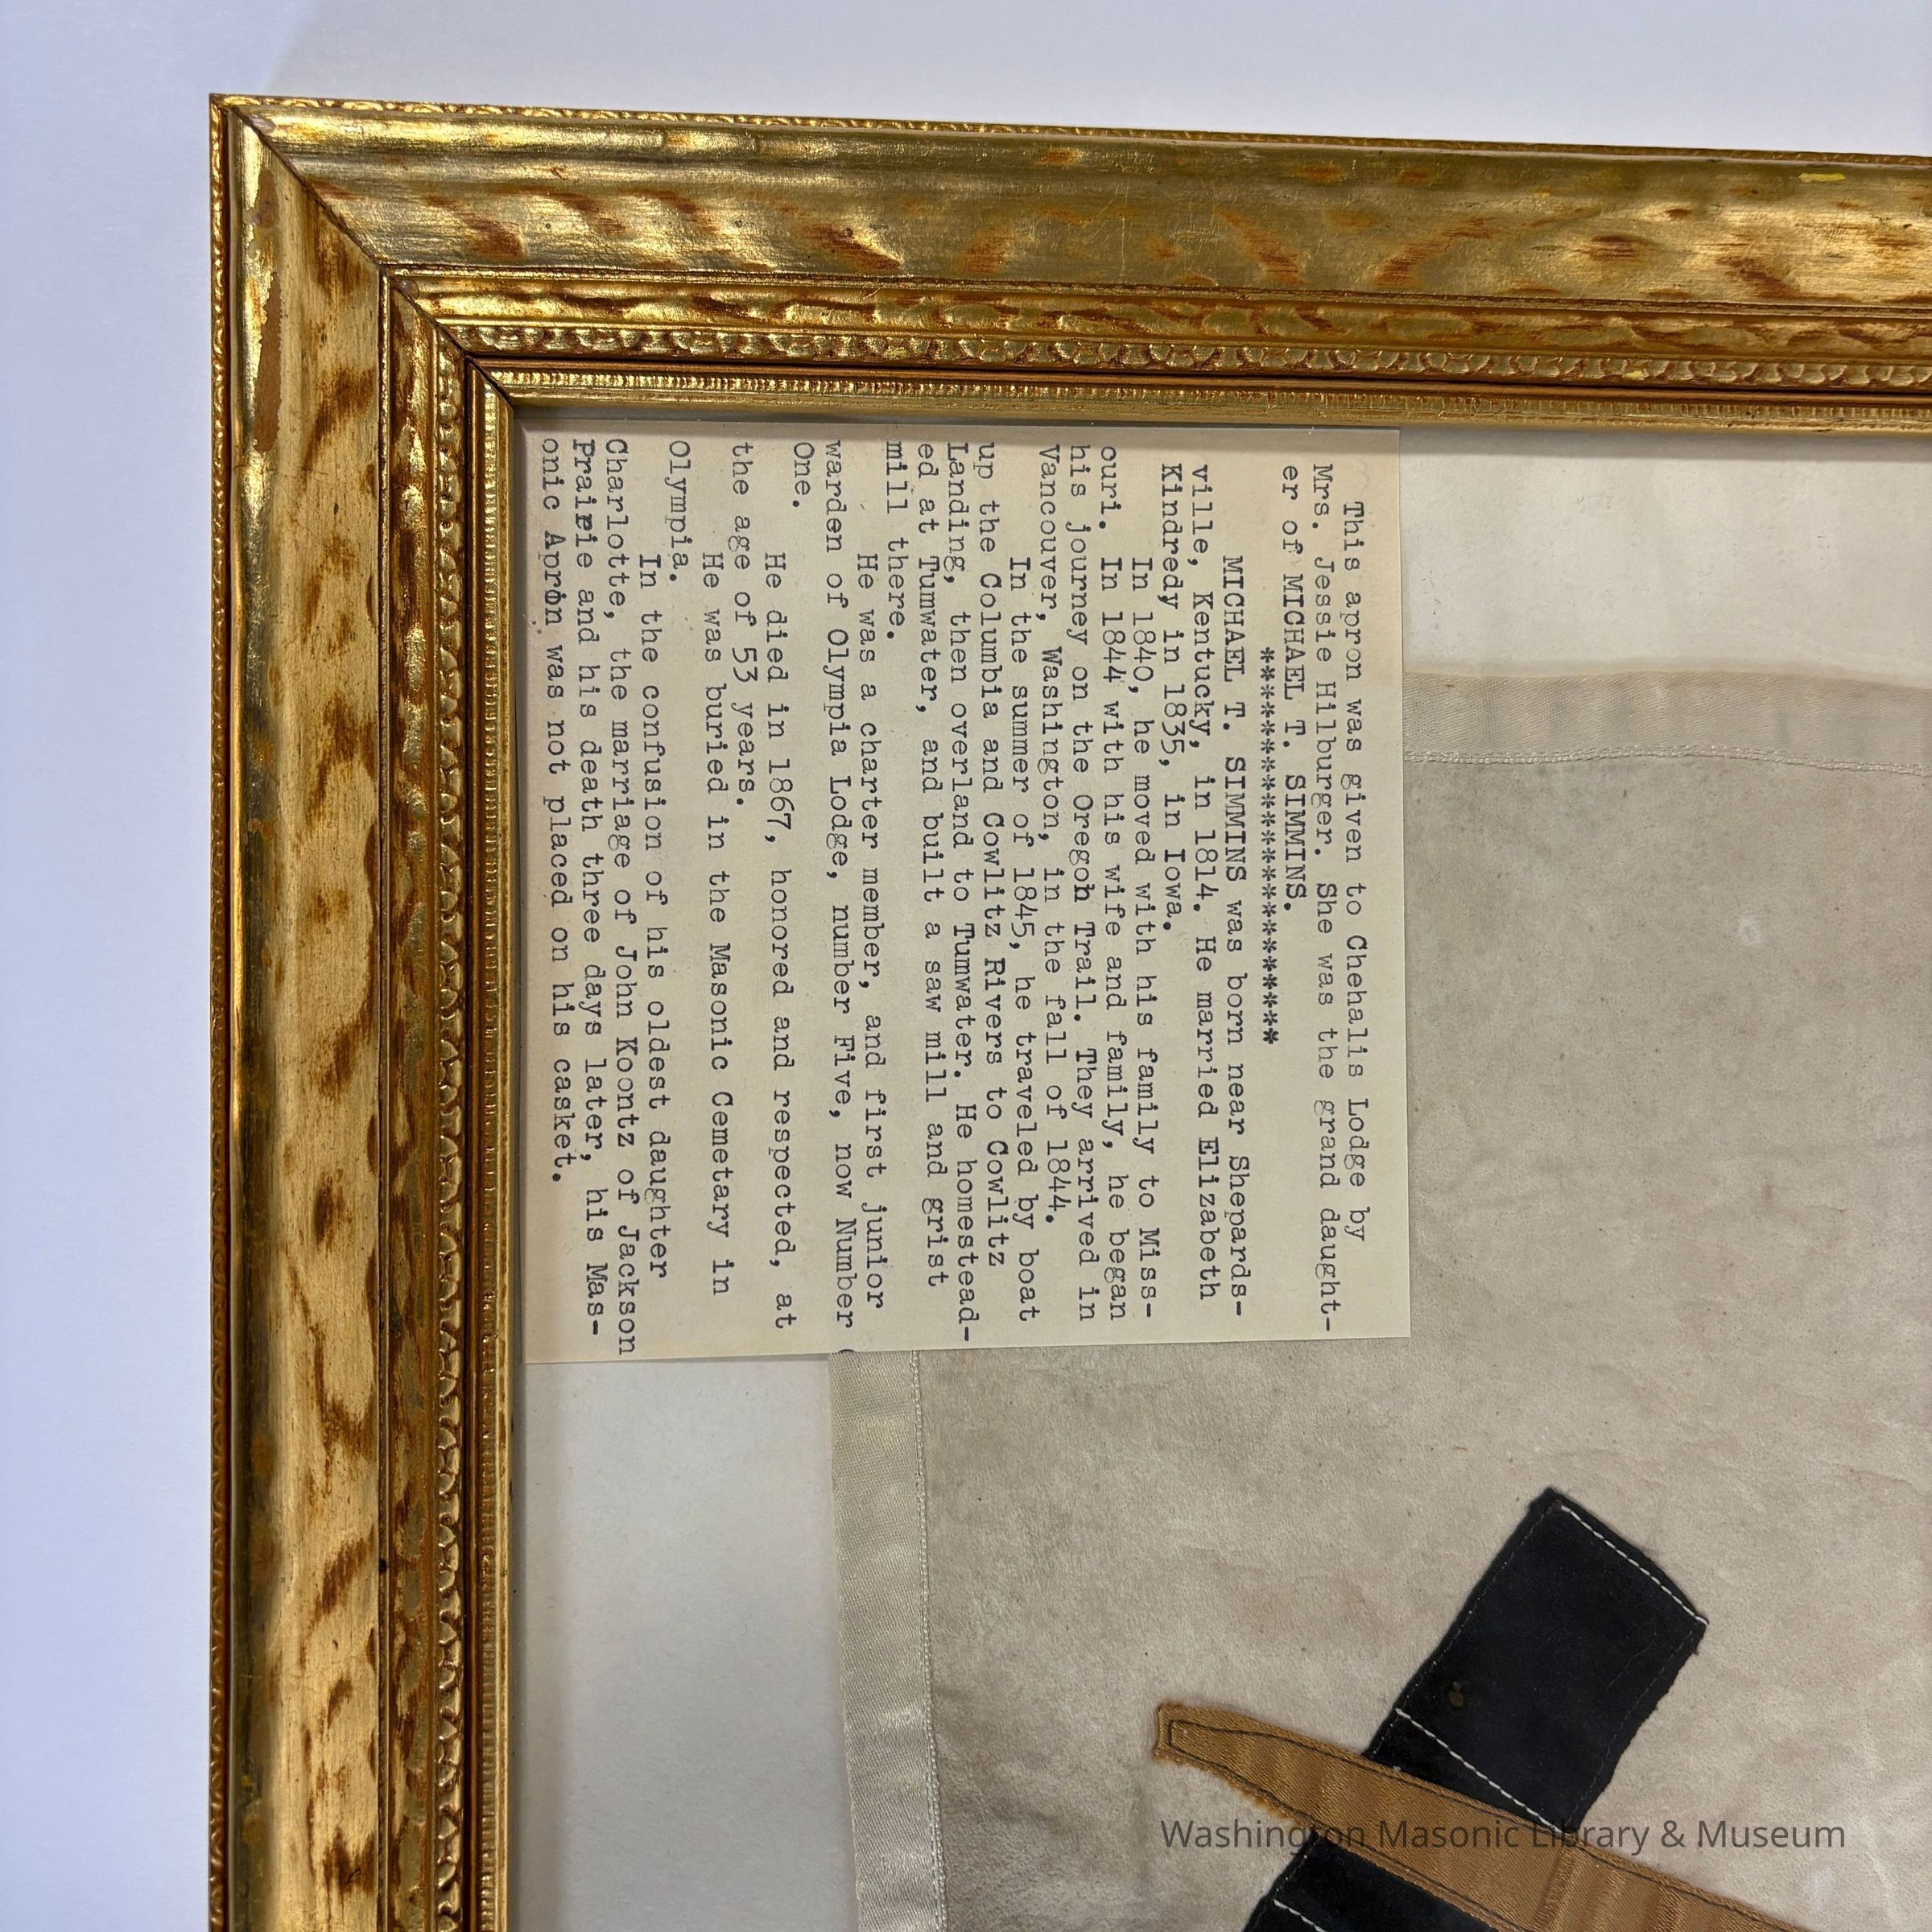 This apron was given to Chehalis Lodge by
Mrs. Jessie Hilburger. She was the grand daught-
er of MICHAEL T. SIMMINS.
*************************
MICHAEL T. SIMMINS was born near Shepards-
ville, Kentucky, in 1814. He married Elizabeth
Kindredy in 1835, in Iowa.
In 1840, he moved with his family to Miss-
ouri. In 1844 with his wife and family, he began
his journey on the Oregon Trail. They arrived in
Vancouver, Washington, in the fall of 1844.
In the summer of 1845, he traveled by boat
up the Columbia and Cowlitz Rivers to Cowlitz
Landing, then overland to Tumwater. He homestead-
ed at Tumwater, and built a saw mill and grist
mill there.
He was a charter member, and first junior
warden of Olympia Lodge, number Five, now Number
One.
He died in 1867, honored and respected, at
the age of 53 years.
He was buried in the Masonic Cemetary in
Olympia.
In the confusion of his oldest daughter
Charlotte, the marriage of John Koontz of Jackson
Prairie and his death three days later, his Mas-
onic Apron was not placed on his casket.
Washington Masonic Library & Museum